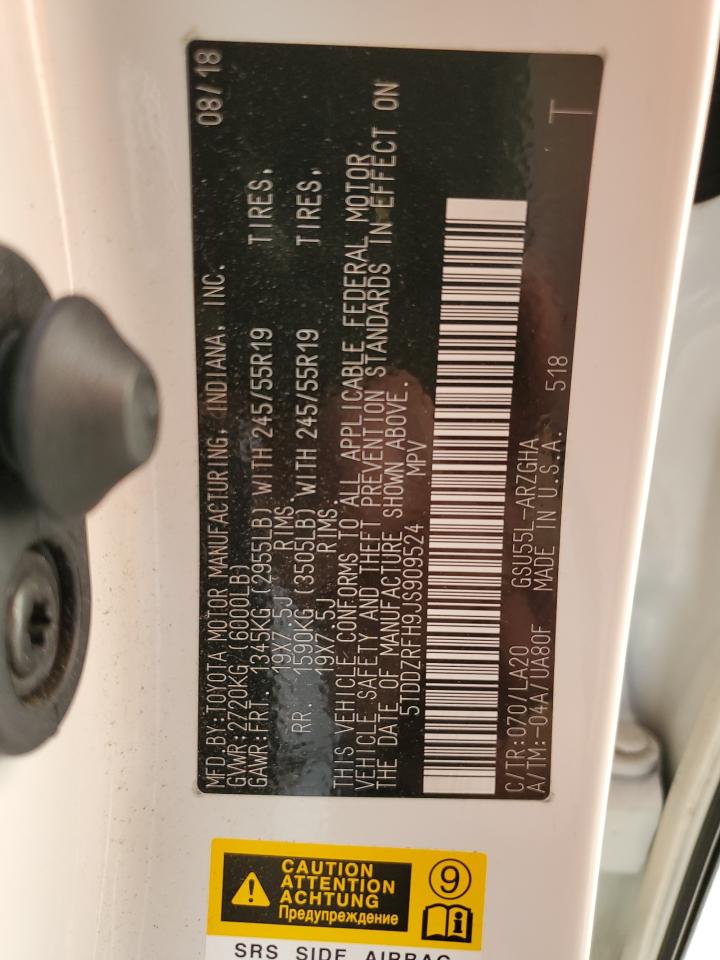 MFD.BY:TOYOTA MOTOR MANUFACTURING, INDIANA, INC. 08/18
GVWR:2720KG (6000LB)
GAWR:FRT. 1345KG (2955LB) WITH 245/55R19 TIRES,
19X7.5J RIMS
RR. 1590KG (3505LB) WITH 245/55R19 TIRES,
19X7.5J RIMS.
THIS VEHICLE CONFORMS TO ALL APPLICABLE FEDERAL MOTOR
VEHICLE SAFETY AND THEFT PREVENTION STANDARDS IN EFFECT ON
THE DATE OF MANUFACTURE SHOWN ABOVE.
5TDDZRFH9JS909524 MPV
C/TR:070/LA20 GSU55L-ARZGHA
A/TM:-04A/UA80F MADE IN U.S.A. 518 T
CAUTION
ATTENTION
ACHTUNG
Предупреждение
9
SRS SIDE AIRBAG